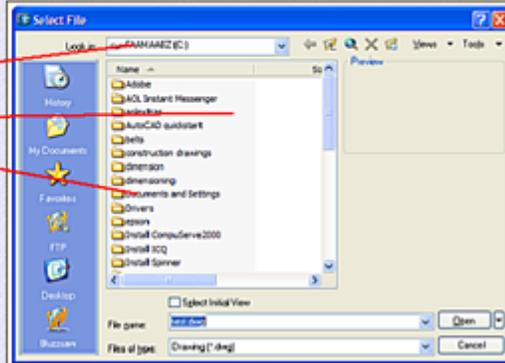 Select File
Look in:
(C:)
Views
Tools
Name
Preview
Adobe
AOL Instant Messenger
AutoCAD quickstart
belts
construction drawings
dimension
dimensioning
Documents and Settings
Drivers
epson
Install CompuServe2000
Install ICQ
Install Spinner
History
My Documents
Favorites
FTP
Desktop
Buzzsaw
Select Initial View
File name:
Open
Files of type:
Drawing (*.dwg)
Cancel